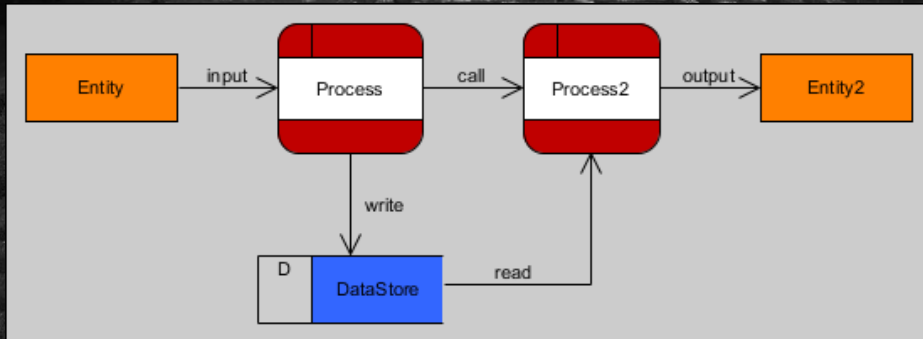 Entity
input
Process
call
Process2
output
Entity2
write
D
DataStore
read